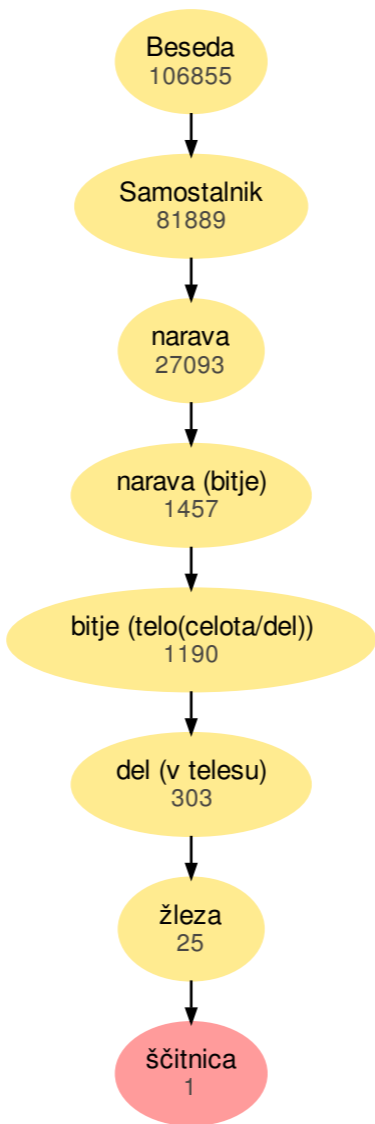 Beseda
106855
Samostalnik
81889
narava
27093
narava (bitje)
1457
bitje (telo(celota/del))
1190
del (v telesu)
303
žleza
25
ščitnica
1